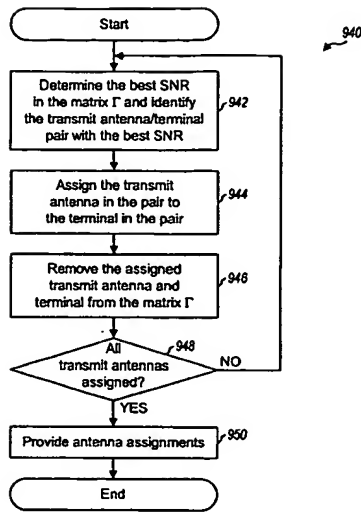 Start
940
Determine the best SNR
in the matrix Γ and identify
the transmit antenna/terminal
pair with the best SNR
942
Assign the transmit
antenna in the pair to
the terminal in the pair
944
Remove the assigned
transmit antenna and
terminal from the matrix Γ
946
All
transmit antennas
assigned?
948
NO
YES
Provide antenna assignments
950
End